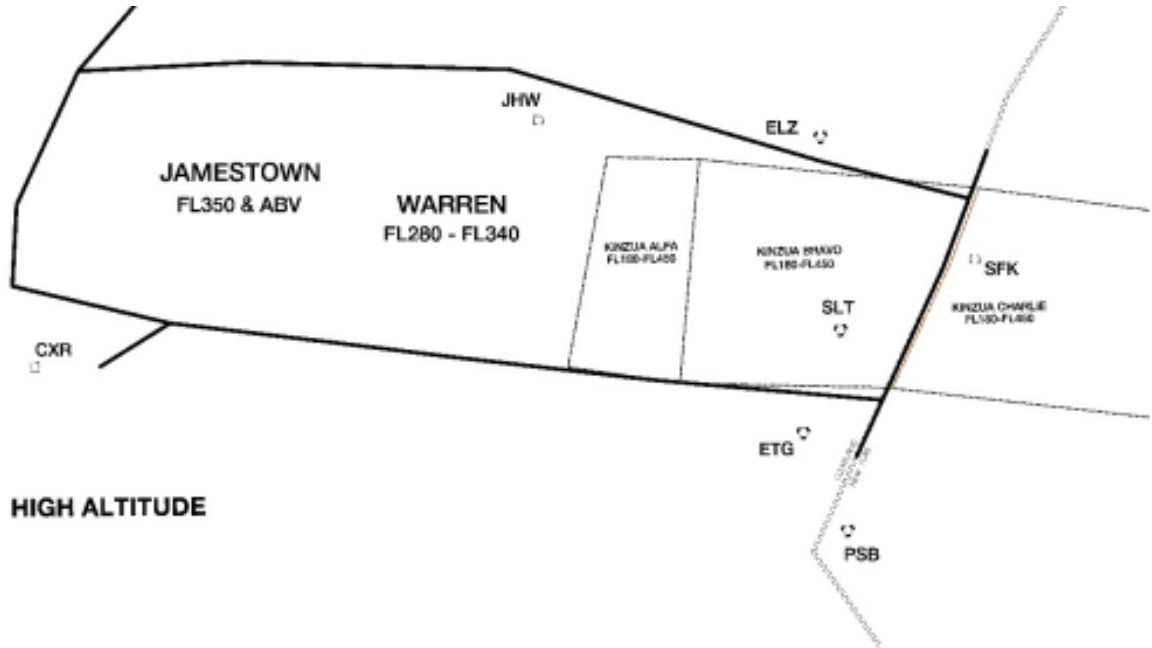 JHW
ELZ
JAMESTOWN
FL350 & ABV
WARREN
FL280 - FL340
KINZUA ALFA
FL180-FL450
KINZUA BRAVO
FL180-FL450
SFK
SLT
KINZUA CHARLIE
FL180-FL450
CXR
ETG
HIGH ALTITUDE
PSB